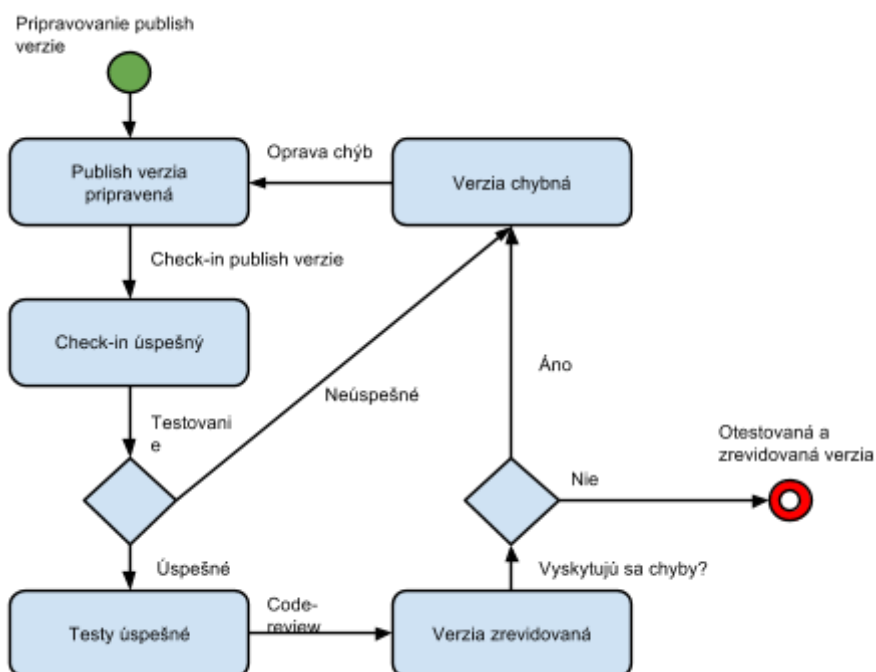 Pripravovanie publish
verzie
Publish verzia
pripravená
Oprava chýb
Verzia chybná
Check-in publish verzie
Check-in úspešný
Testovani
e
Neúspešné
Áno
Otestovaná a
zrevidovaná verzia
Nie
Úspešné
Vyskytujú sa chyby?
Testy úspešné
Code-
review
Verzia zrevidovaná